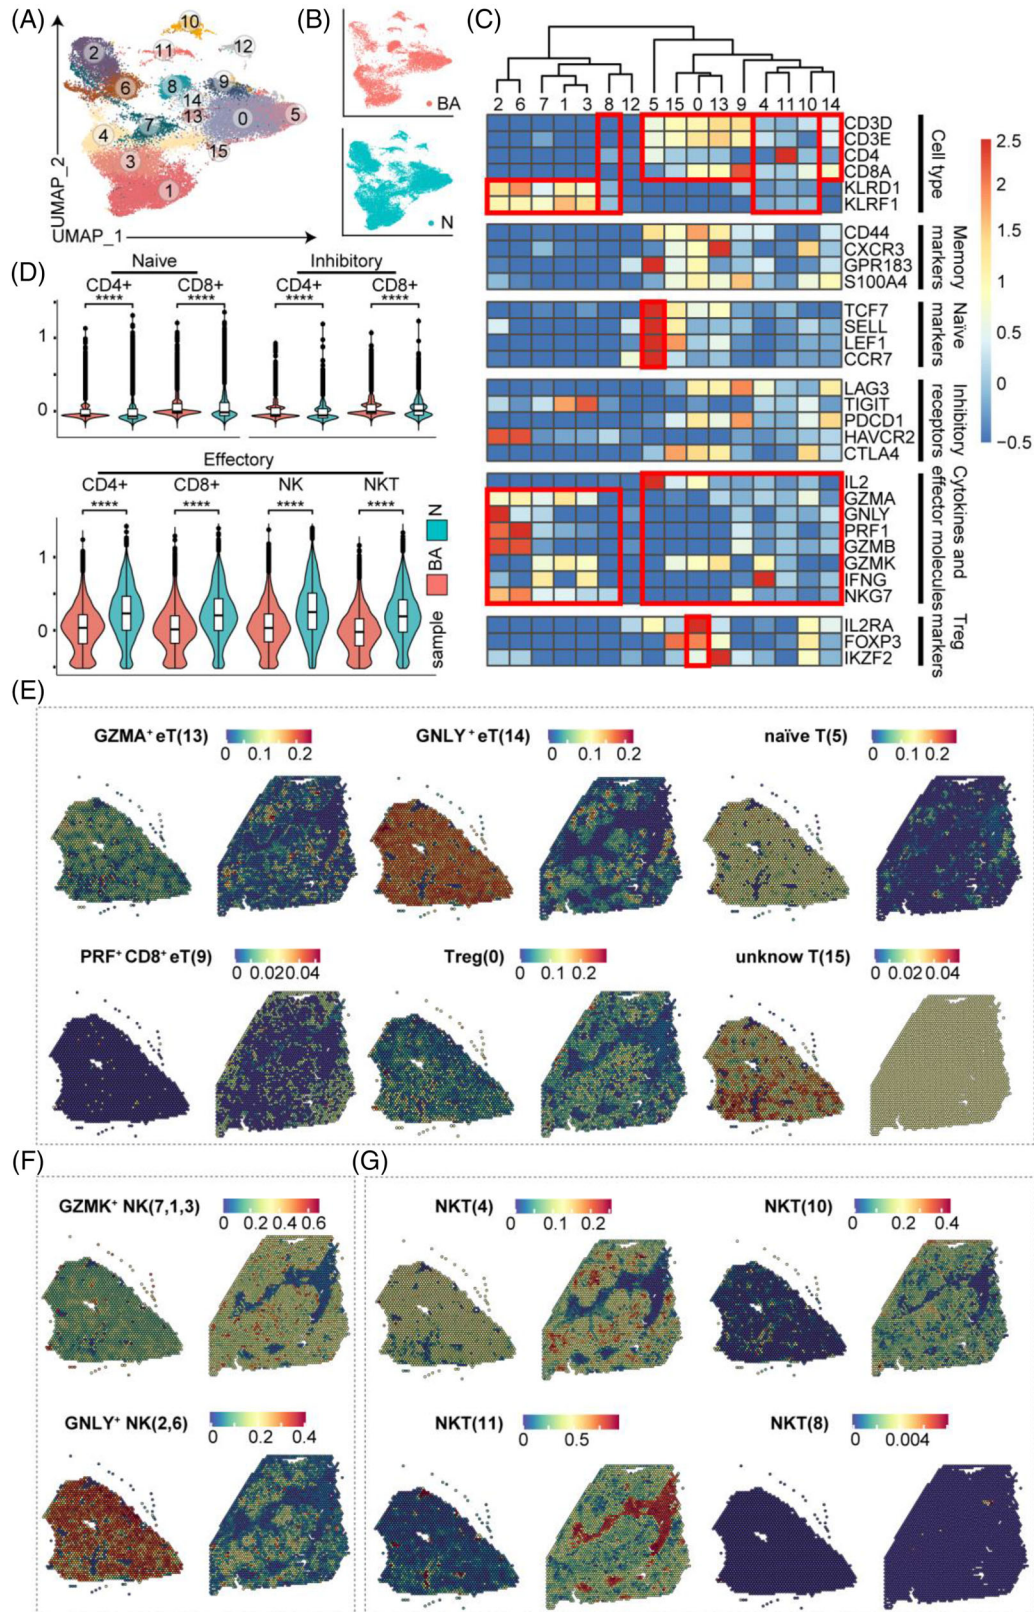 (A)
10
12
11
2
9
6
8
14
13
0
5
7
4
15
3
1
UMAP_2
UMAP_1
(B)
BA
N
(C)
2 6 7 1 3 8 12 5 15 0 13 9 4 11 10 14
CD3D
CD3E
CD4
CD8A
KLRD1
KLRF1
Cell type
CD44
CXCR3
GPR183
S100A4
Memory
markers
TCF7
SELL
LEF1
CCR7
Naïve
markers
LAG3
TIGIT
PDCD1
HAVCR2
CTLA4
Inhibitory
receptors
IL2
GZMA
GNLY
PRF1
GZMB
GZMK
IFNG
NKG7
Cytokines and
effector molecules
IL2RA
FOXP3
IKZF2
Treg
markers
2.5
2
1.5
1
0.5
0
−0.5
(D)
Naive Inhibitory
CD4+ CD8+ CD4+ CD8+
**** **** **** ****
1
0
Effectory
CD4+ CD8+ NK NKT
**** **** **** ****
1
0
sample BA N
(E)
GZMA+ eT(13)
0 0.1 0.2
GNLY + eT(14)
0 0.1 0.2
naïve T(5)
0 0.1 0.2
PRF+ CD8+ eT(9)
0 0.02 0.04
Treg(0)
0 0.1 0.2
unknow T(15)
0 0.02 0.04
(F)
GZMK+ NK(7,1,3)
0 0.2 0.4 0.6
GNLY+ NK(2,6)
0 0.2 0.4
(G)
NKT(4)
0 0.1 0.2
NKT(10)
0 0.2 0.4
NKT(11)
0 0.5
NKT(8)
0 0.004